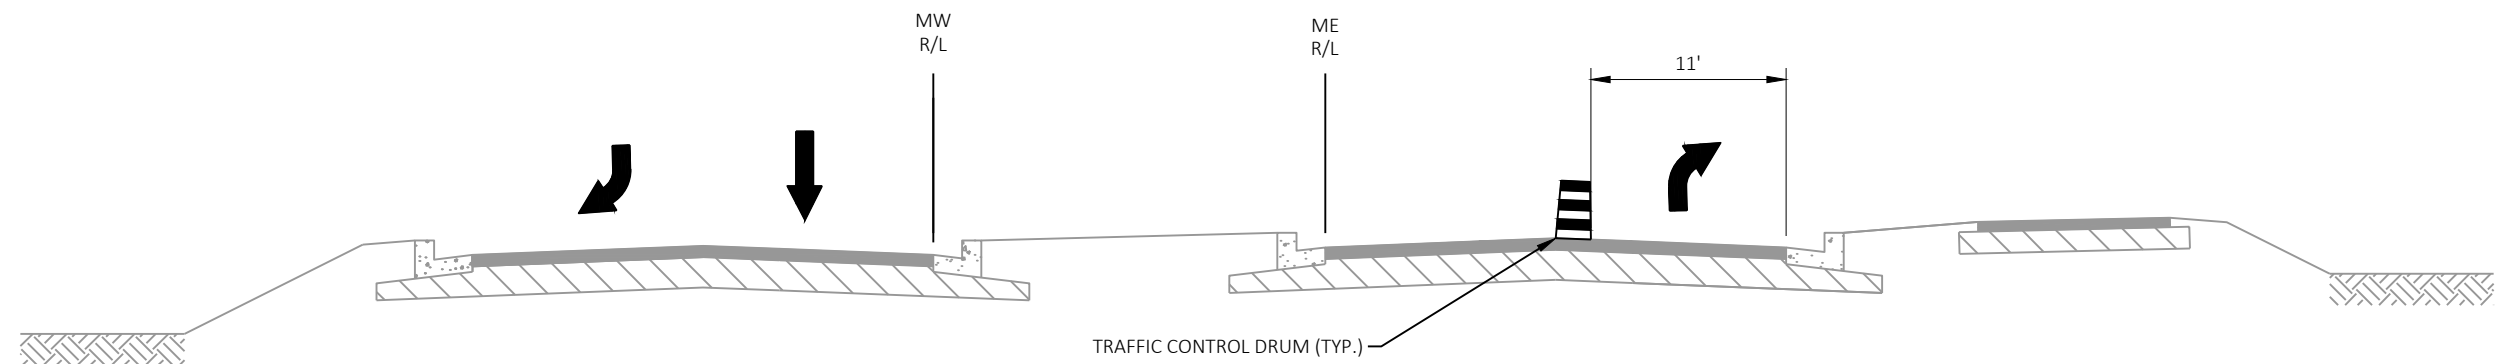 MW
R/L
ME
R/L
11'
TRAFFIC CONTROL DRUM (TYP.)